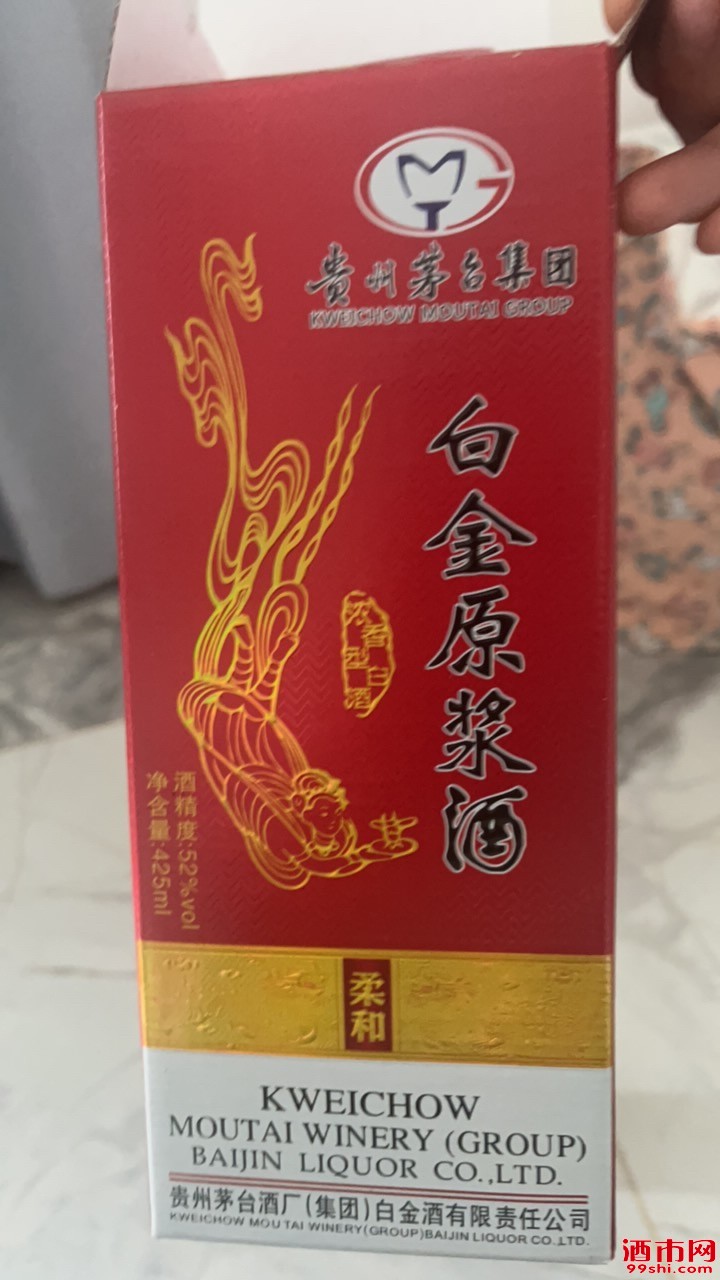 MTG
贵州茅台集团
KWEICHOW MOUTAI GROUP
白金原浆酒
浓香型白酒
酒精度:52%vol
净含量:425ml
柔和
KWEICHOW
MOUTAI WINERY (GROUP)
BAIJIN LIQUOR CO.,LTD.
贵州茅台酒厂(集团)白金酒有限责任公司
KWEICHOW MOUTAI WINERY(GROUP)BAIJIN LIQUOR CO.,LTD.
酒市网
99shi.com